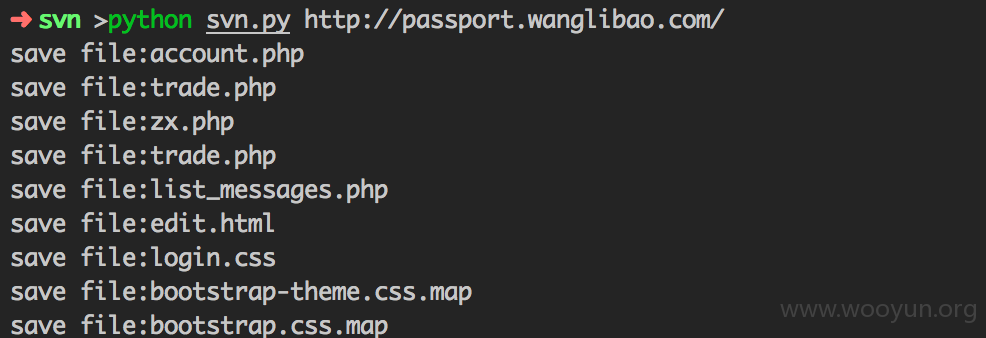 ➜ svn >python svn.py http://passport.wanglibao.com/
save file:account.php
save file:trade.php
save file:zx.php
save file:trade.php
save file:list_messages.php
save file:edit.html
save file:login.css
save file:bootstrap-theme.css.map
save file:bootstrap.css.map
www.wooyun.org